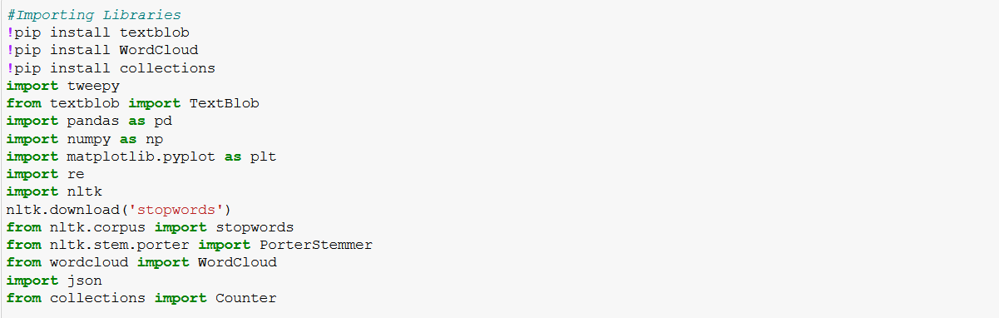 #Importing Libraries
!pip install textblob
!pip install WordCloud
!pip install collections
import tweepy
from textblob import TextBlob
import pandas as pd
import numpy as np
import matplotlib.pyplot as plt
import re
import nltk
nltk.download('stopwords')
from nltk.corpus import stopwords
from nltk.stem.porter import PorterStemmer
from wordcloud import WordCloud
import json
from collections import Counter